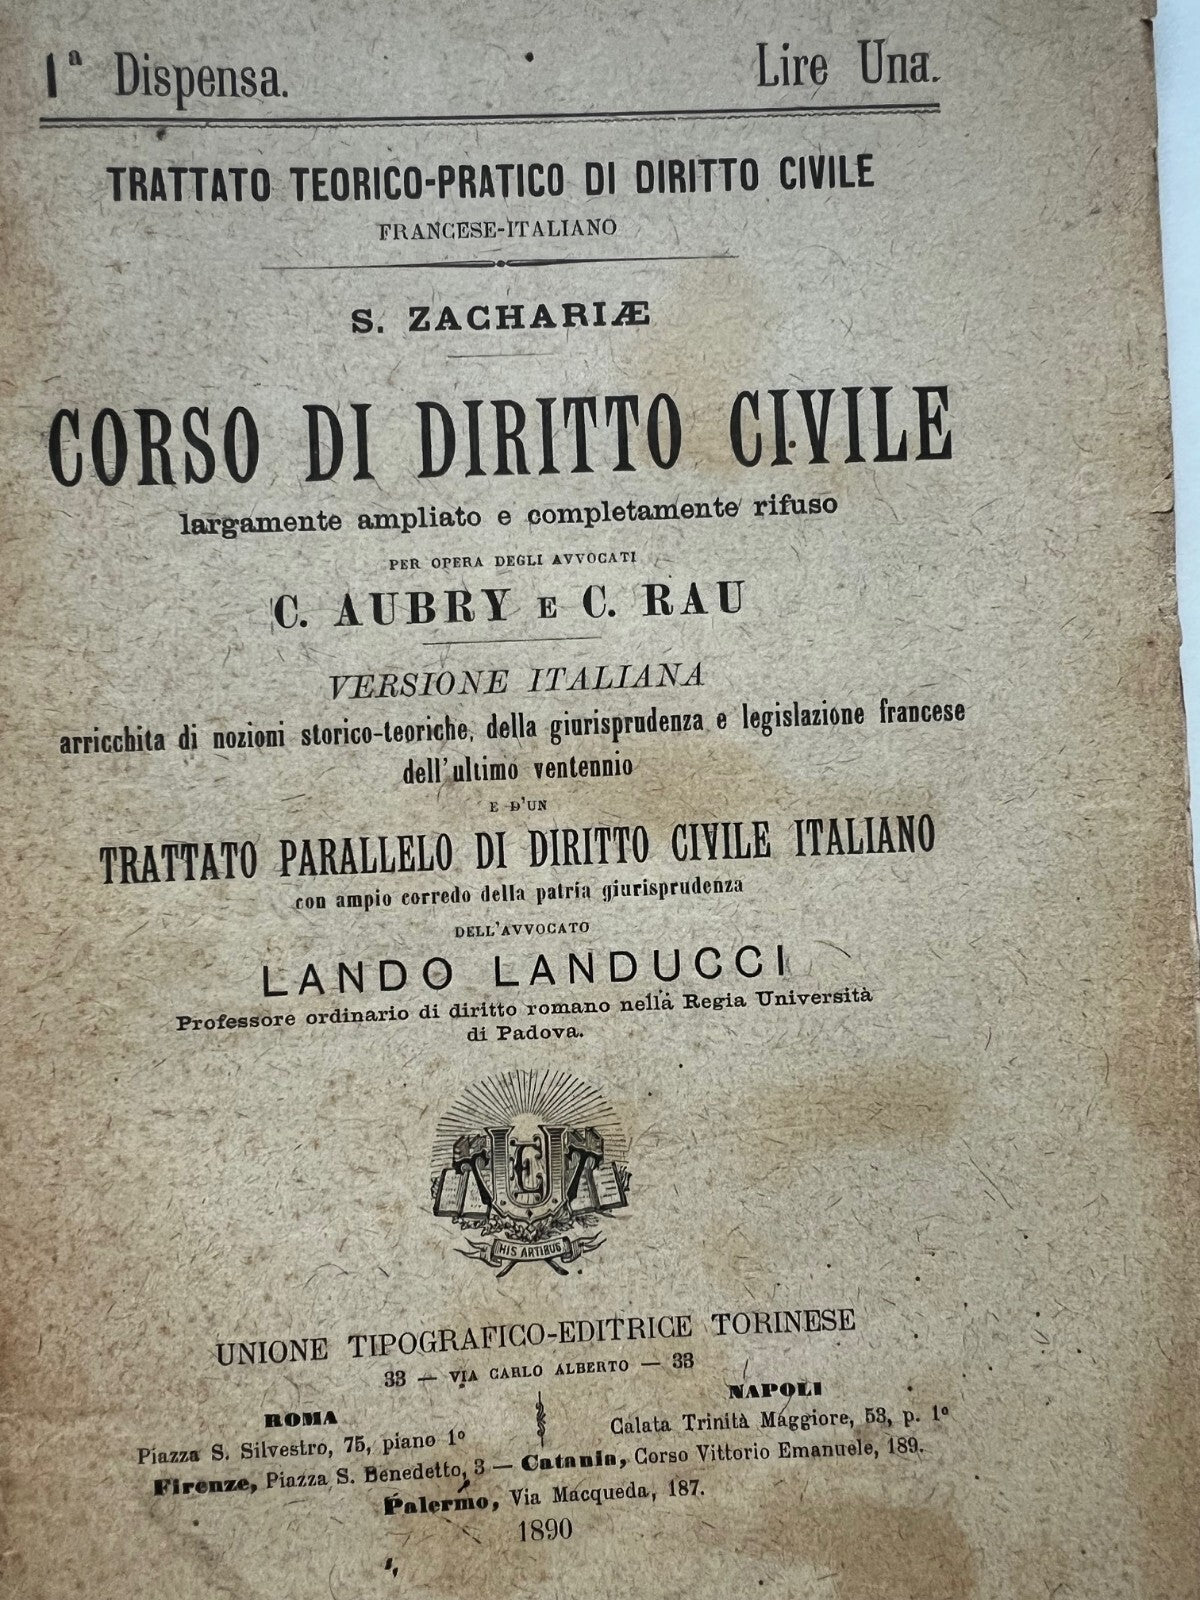 1ª Dispensa. Lire Una.
TRATTATO TEORICO-PRATICO DI DIRITTO CIVILE
FRANCESE-ITALIANO
S. ZACHARIÆ
CORSO DI DIRITTO CIVILE
largamente ampliato e completamente rifuso
PER OPERA DEGLI AVVOCATI
C. AUBRY E C. RAU
VERSIONE ITALIANA
arricchita di nozioni storico-teoriche, della giurisprudenza e legislazione francese
dell'ultimo ventennio
E D'UN
TRATTATO PARALLELO DI DIRITTO CIVILE ITALIANO
con ampio corredo della patria giurisprudenza
DELL'AVVOCATO
LANDO LANDUCCI
Professore ordinario di diritto romano nella Regia Università
di Padova.
UTET
HIS ARTIBUS
UNIONE TIPOGRAFICO-EDITRICE TORINESE
33 — VIA CARLO ALBERTO — 33
ROMA
Piazza S. Silvestro, 75, piano 1º
NAPOLI
Calata Trinità Maggiore, 53, p. 1º
Firenze, Piazza S. Benedetto, 3 — Catania, Corso Vittorio Emanuele, 189.
Palermo, Via Macqueda, 187.
1890